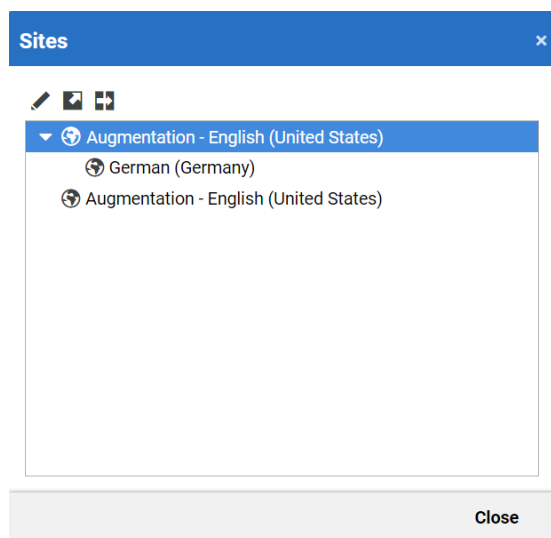 Sites
Augmentation - English (United States)
German (Germany)
Augmentation - English (United States)
Close